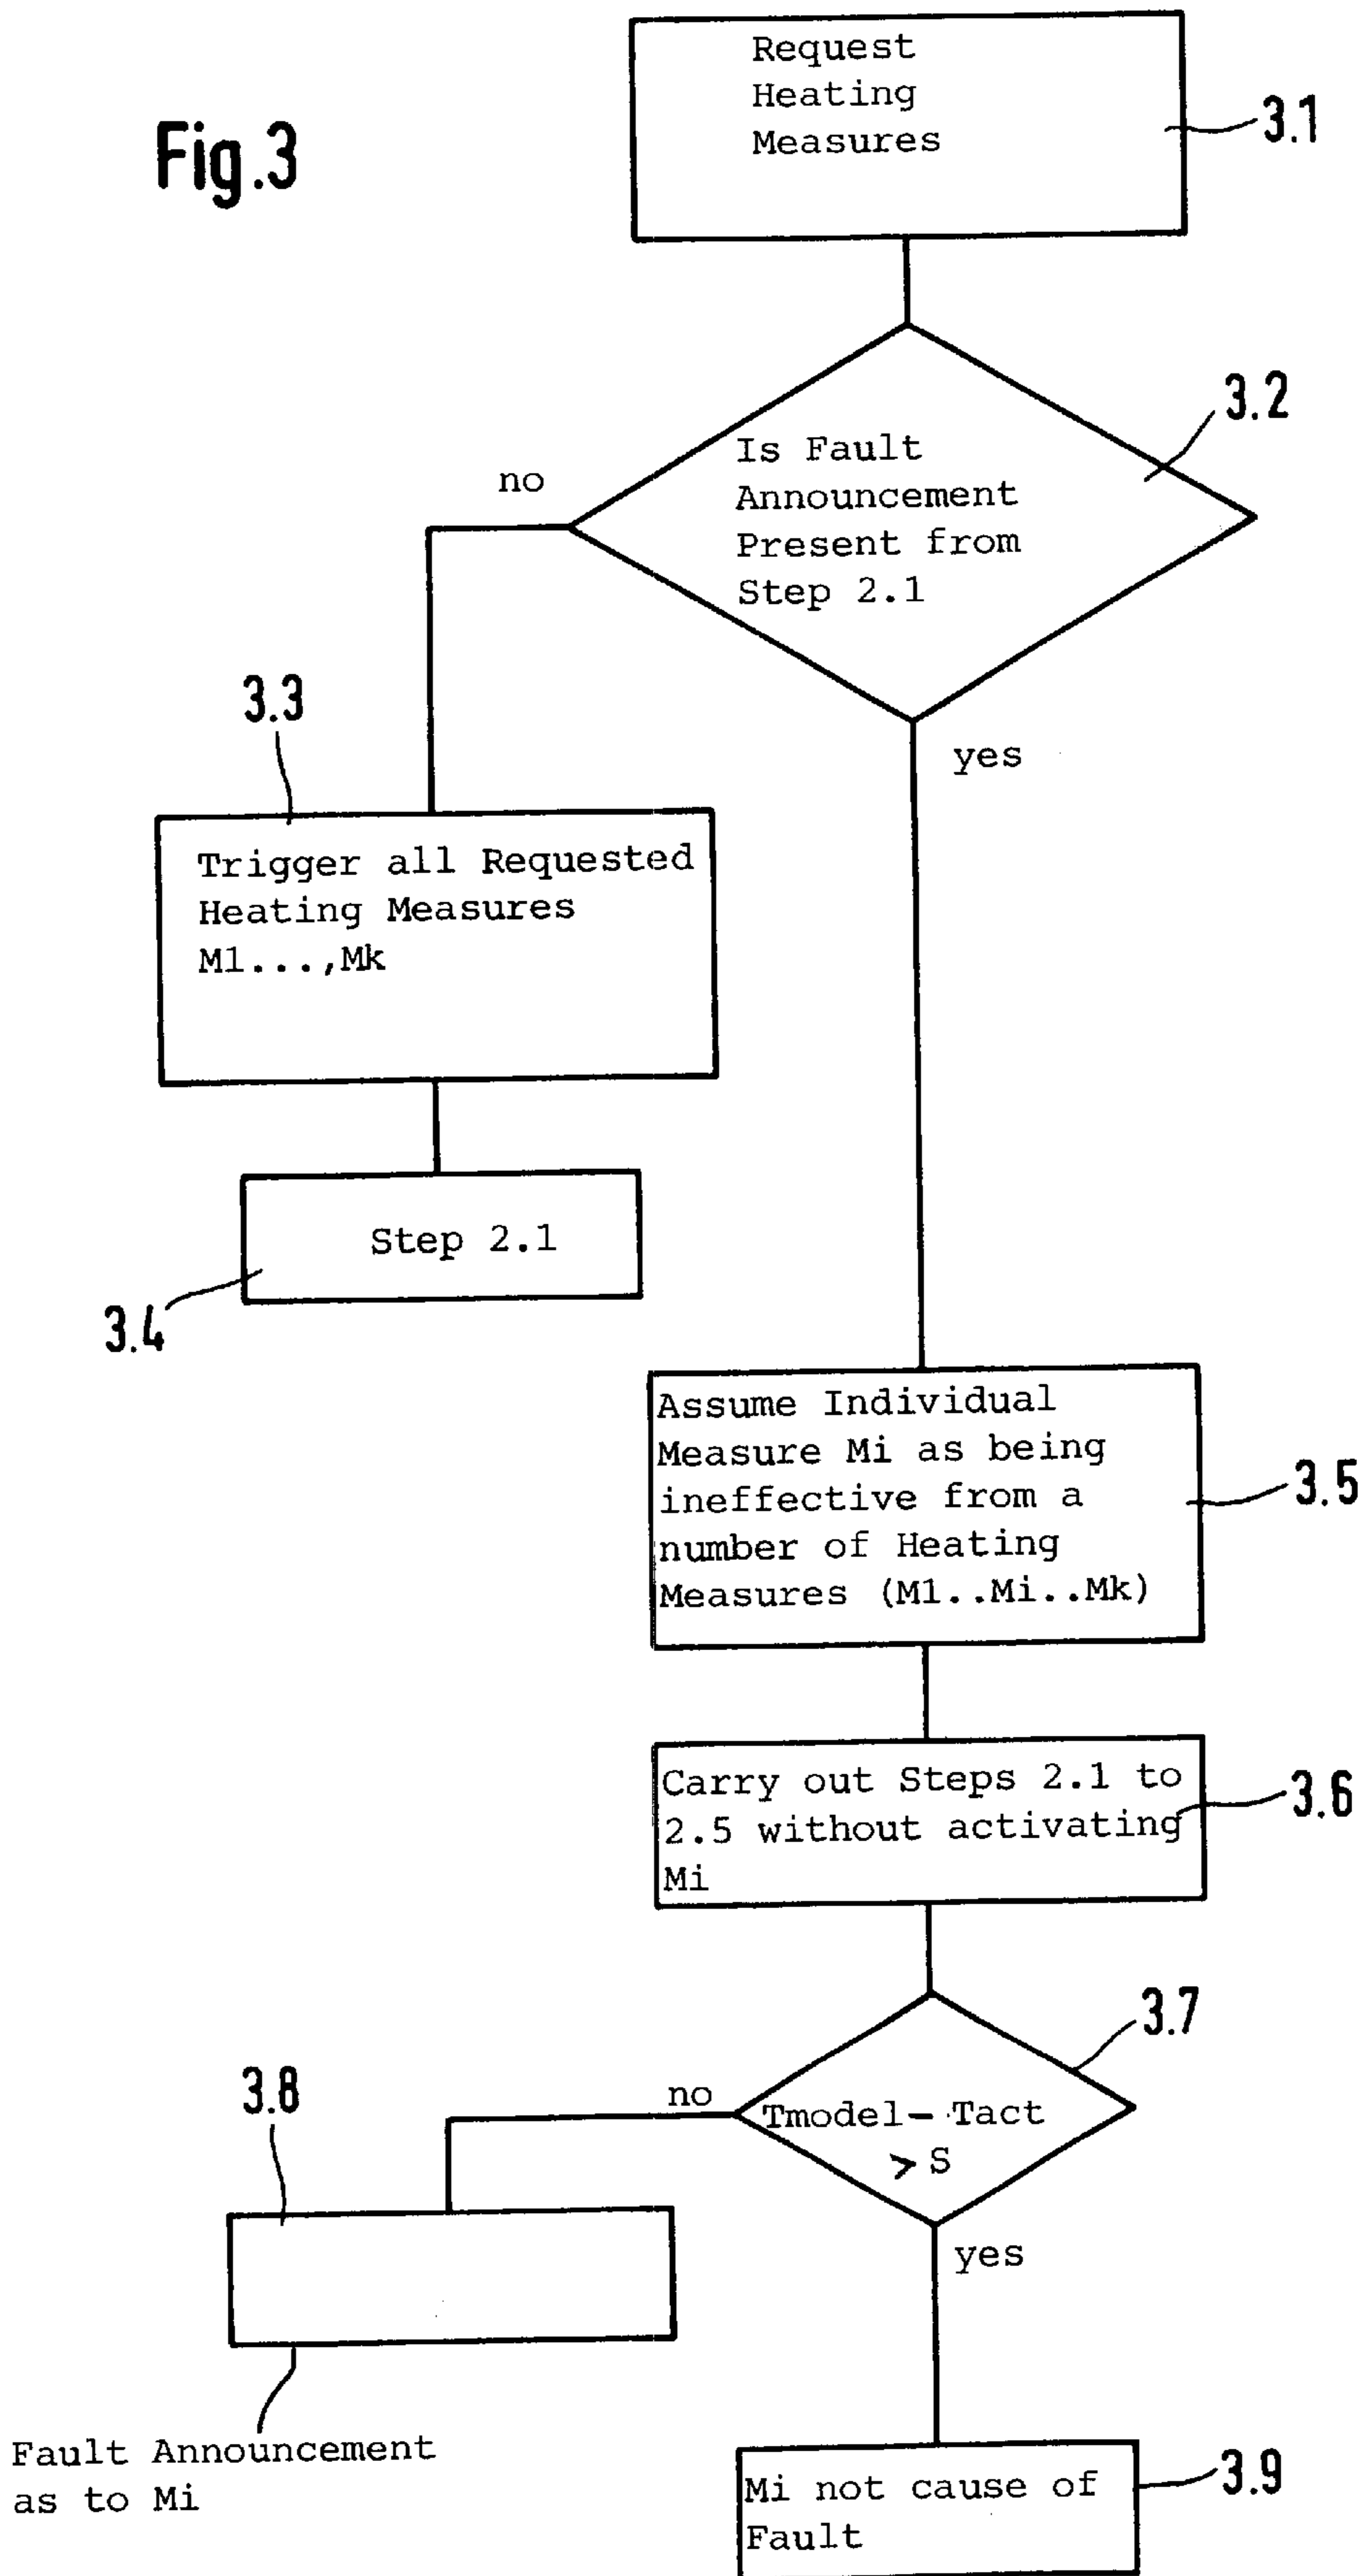 Fig.3
Request
Heating
Measures
3.1
3.2
Is Fault
Announcement
Present from
Step 2.1
no
yes
3.3
Trigger all Requested
Heating Measures
M1...,Mk
Step 2.1
3.4
Assume Individual
Measure Mi as being
ineffective from a
number of Heating
Measures (M1..Mi..Mk)
3.5
Carry out Steps 2.1 to
2.5 without activating
Mi
3.6
3.7
Tmodel- Tact
> S
no
yes
3.8
Fault Announcement
as to Mi
Mi not cause of
Fault
3.9